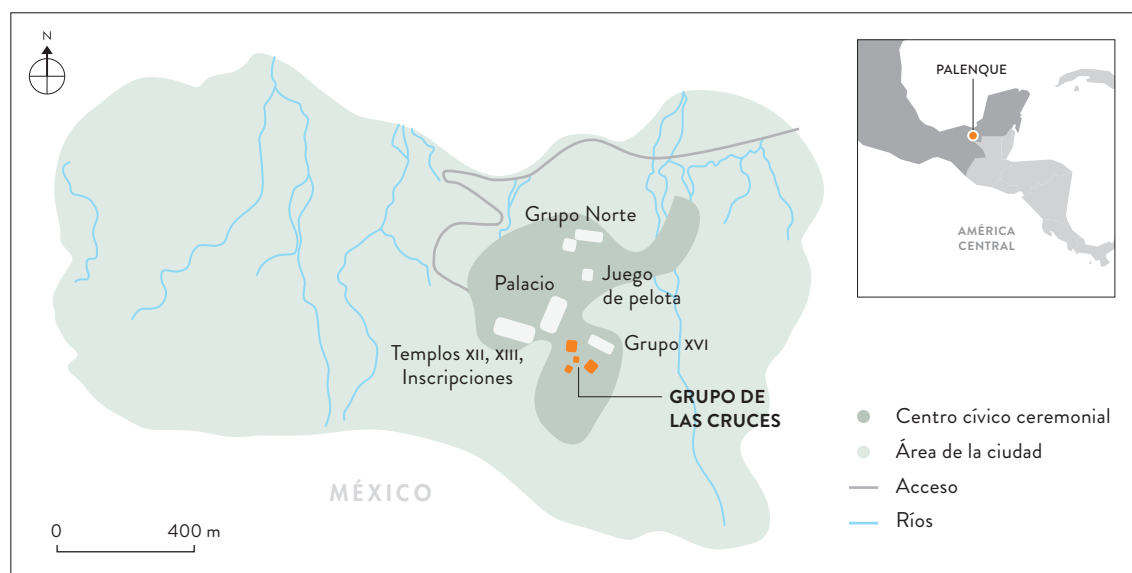 N
PALENQUE
AMÉRICA
CENTRAL
Grupo Norte
Palacio
Juego
de pelota
Templos XII, XIII,
Inscripciones
Grupo XVI
GRUPO DE
LAS CRUCES
MÉXICO
0 400 m
Centro cívico ceremonial
Área de la ciudad
Acceso
Ríos